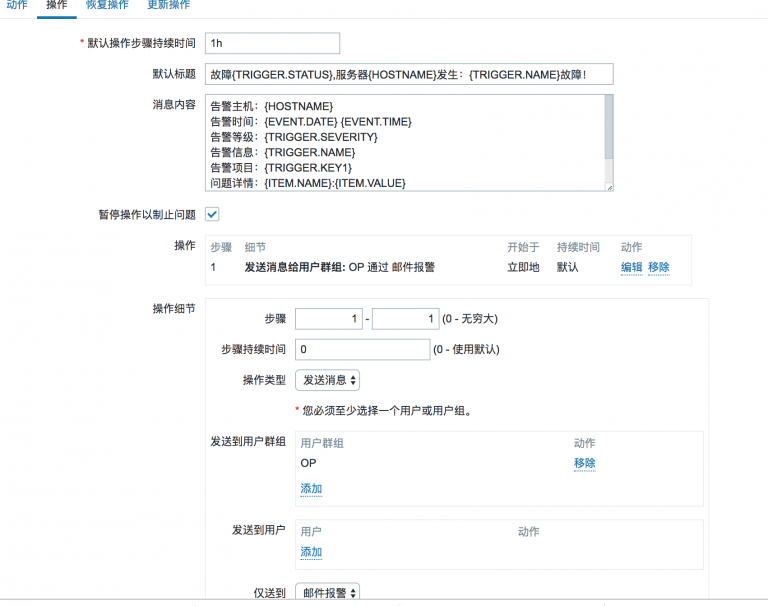 动作 操作 恢复操作 更新操作
* 默认操作步骤持续时间 1h
默认标题 故障{TRIGGER.STATUS},服务器{HOSTNAME}发生：{TRIGGER.NAME}故障!
消息内容 告警主机：{HOSTNAME}
告警时间：{EVENT.DATE} {EVENT.TIME}
告警等级：{TRIGGER.SEVERITY}
告警信息：{TRIGGER.NAME}
告警项目：{TRIGGER.KEY1}
问题详情：{ITEM.NAME}:{ITEM.VALUE}
暂停操作以制止问题
操作 步骤 细节 开始于 持续时间 动作
1 发送消息给用户群组: OP 通过 邮件报警 立即地 默认 编辑 移除
操作细节
步骤 1 - 1 (0 - 无穷大)
步骤持续时间 0 (0 - 使用默认)
操作类型 发送消息
* 您必须至少选择一个用户或用户组。
发送到用户群组 用户群组 动作
OP 移除
添加
发送到用户 用户 动作
添加
仅送到 邮件报警